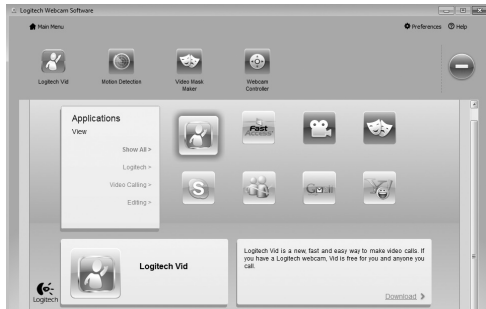 Logitech Webcam Software
Main Menu
Preferences
Help
Logitech Vid
Motion Detection
Video Mask
Maker
Webcam
Controller
Applications
View
Show All >
Logitech >
Video Calling >
Editing >
Fast
Access
S
Gmail
Logitech Vid
Logitech Vid is a new, fast and easy way to make video calls. If
you have a Logitech webcam, Vid is free for you and anyone you
call.
Download >
Logitech